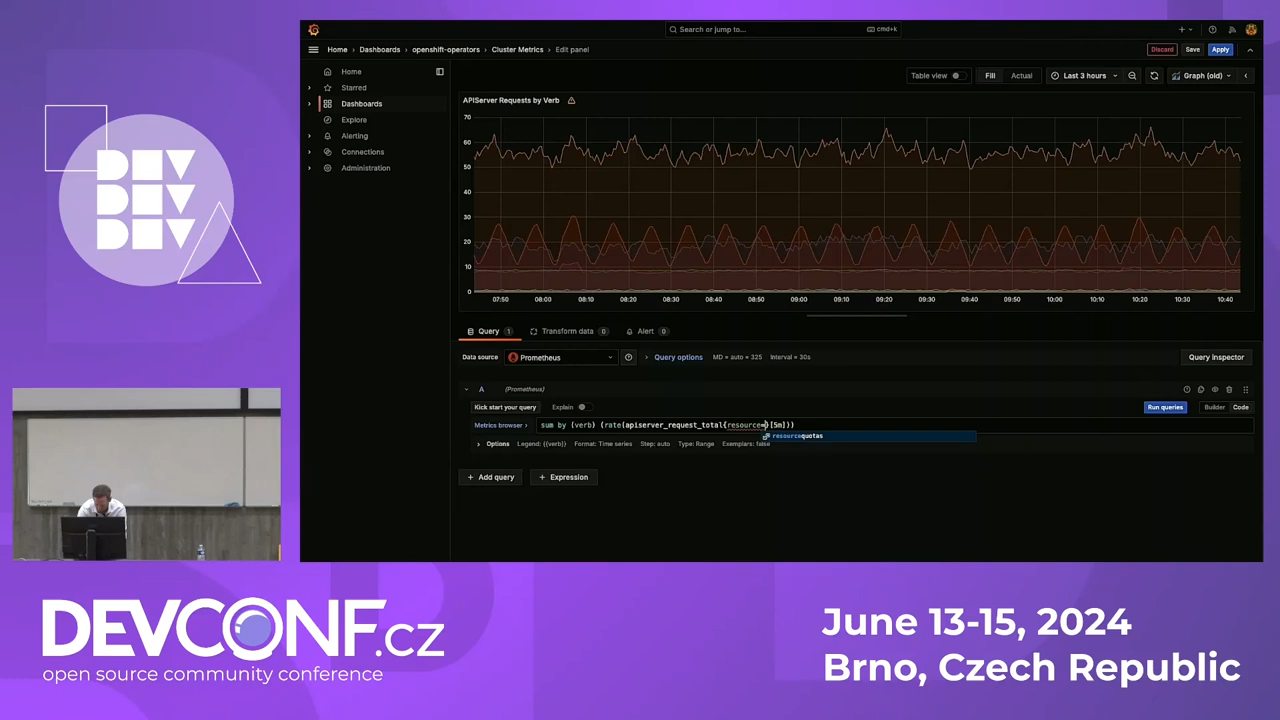 Search or jump to...
cmd+k
Home › Dashboards › openshift-operators › Cluster Metrics › Edit panel
Discard
Save
Apply
Home
Starred
Dashboards
Explore
Alerting
Connections
Administration
Table view
Fill
Actual
Last 3 hours
Graph (old)
APIServer Requests by Verb
70
60
50
40
30
20
10
0
07:50 08:00 08:10 08:20 08:30 08:40 08:50 09:00 09:10 09:20 09:30 09:40 09:50 10:00 10:10 10:20 10:30 10:40
Query 1
Transform data 0
Alert 0
Data source
Prometheus
Query options
MD = auto = 325
Interval = 30s
Query inspector
A
(Prometheus)
Kick start your query
Explain
Run queries
Builder
Code
Metrics browser ›
sum by (verb) (rate(apiserver_request_total{resource=}[5m]))
resourcequotas
Options
Legend: {{verb}}
Format: Time series
Step: auto
Type: Range
Exemplars: false
+ Add query
+ Expression
DEV
DEV
DEV
DEVCONF.cz
open source community conference
June 13-15, 2024
Brno, Czech Republic